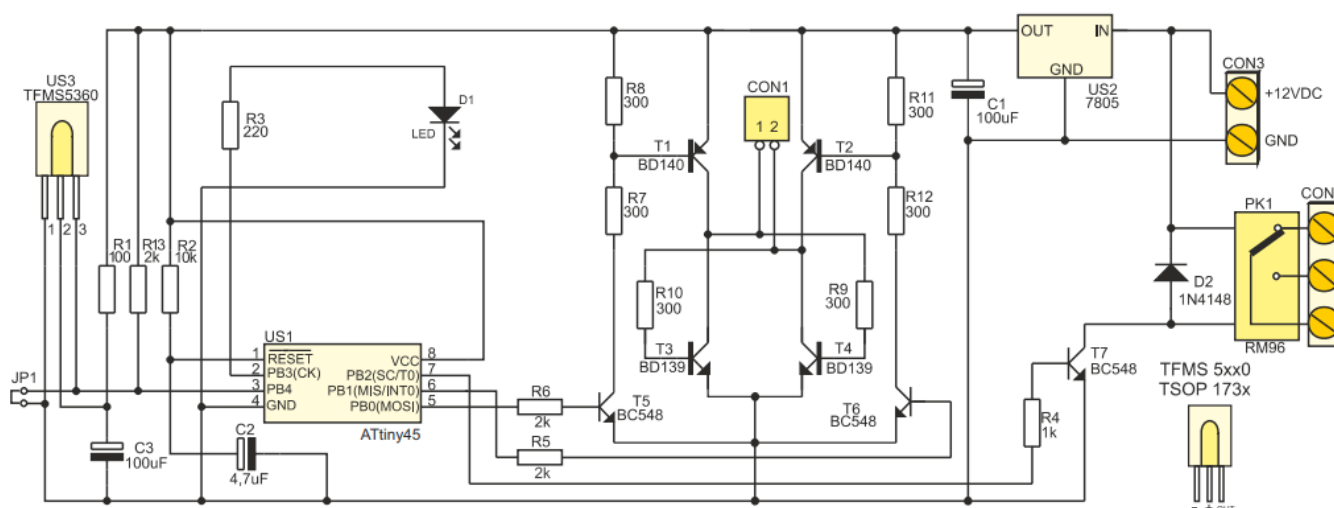 US3
TFMS5360
1 2 3
R1
100
R13
2k
R2
10k
R3
220
D1
LED
JP1
C3
100uF
C2
4,7uF
US1
1
2
3
4
RESET
PB3(CK)
PB4
GND
VCC
PB2(SC/T0)
PB1(MIS/INT0)
PB0(MOSI)
8
7
6
5
ATtiny45
R6
2k
R5
2k
R8
300
R7
300
T1
BD140
CON1
1 2
T2
BD140
R11
300
R12
300
R10
300
R9
300
T3
BD139
T4
BD139
T5
BC548
T6
BC548
C1
100uF
OUT IN
GND
US2
7805
CON3
+12VDC
GND
PK1
CON
D2
1N4148
RM96
T7
BC548
R4
1k
TFMS 5xx0
TSOP 173x